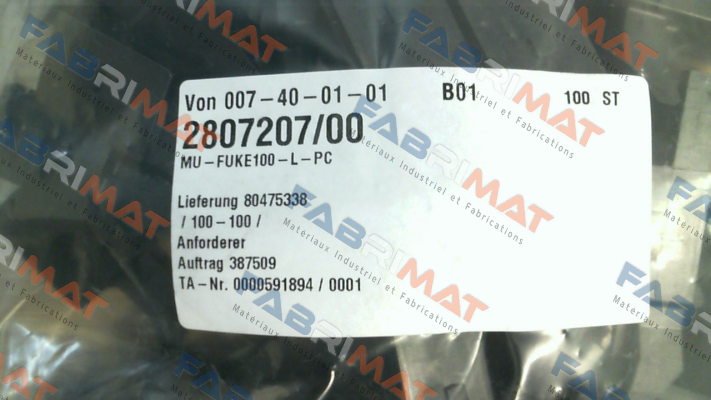 Von 007-40-01-01 B01 100 ST
2807207/00
MU-FUKE100-L-PC
Lieferung 80475338
/ 100-100 /
Anforderer
Auftrag 387509
TA-Nr. 0000591894 / 0001
FABRIMAT
Matériaux Industriel et Fabrications